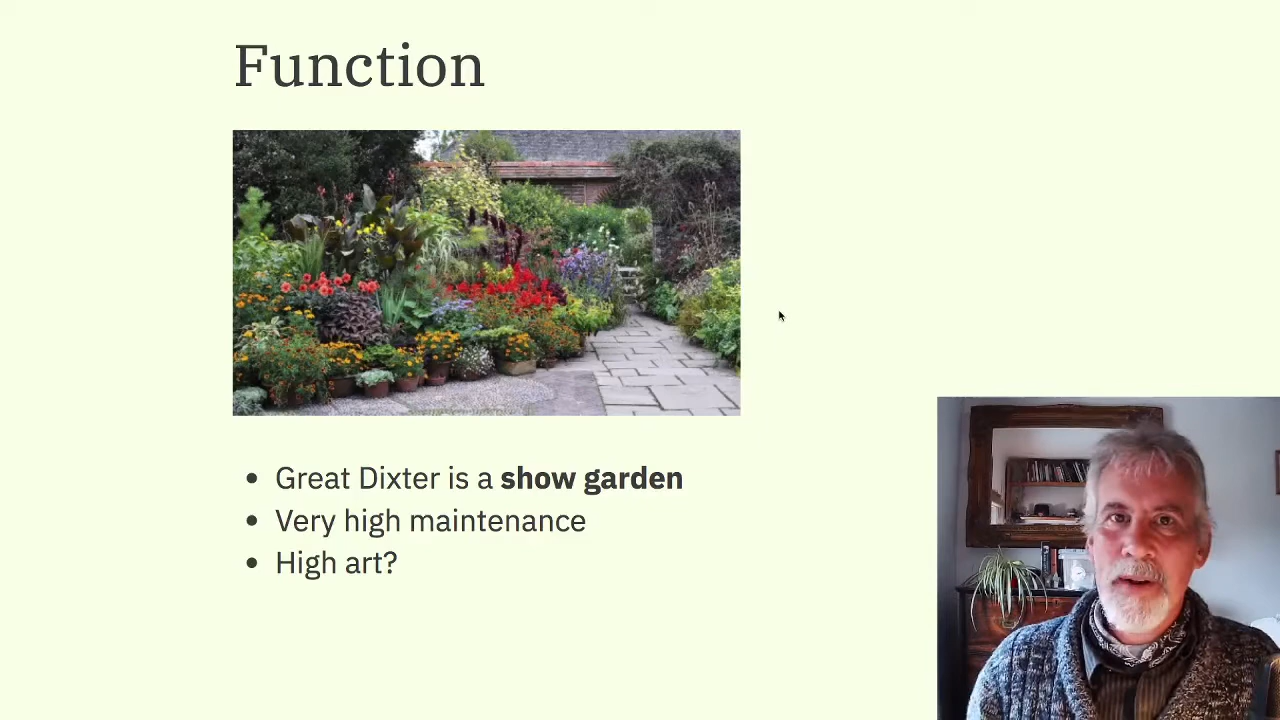 Function
• Great Dixter is a show garden
• Very high maintenance
• High art?